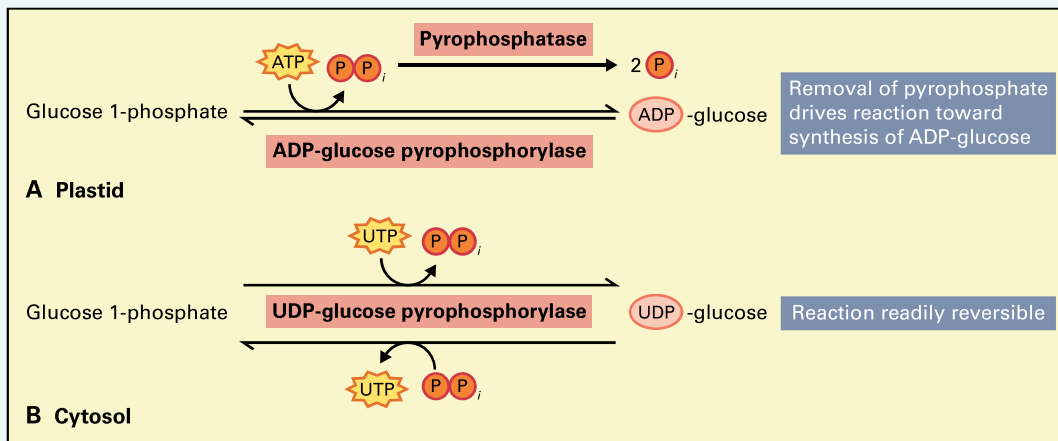 Pyrophosphatase
ATP
P P i
2 P i
Glucose 1-phosphate
ADP -glucose
Removal of pyrophosphate
drives reaction toward
synthesis of ADP-glucose
ADP-glucose pyrophosphorylase
A Plastid
UTP
P P i
Glucose 1-phosphate
UDP-glucose pyrophosphorylase
UDP -glucose
Reaction readily reversible
UTP
P P i
B Cytosol